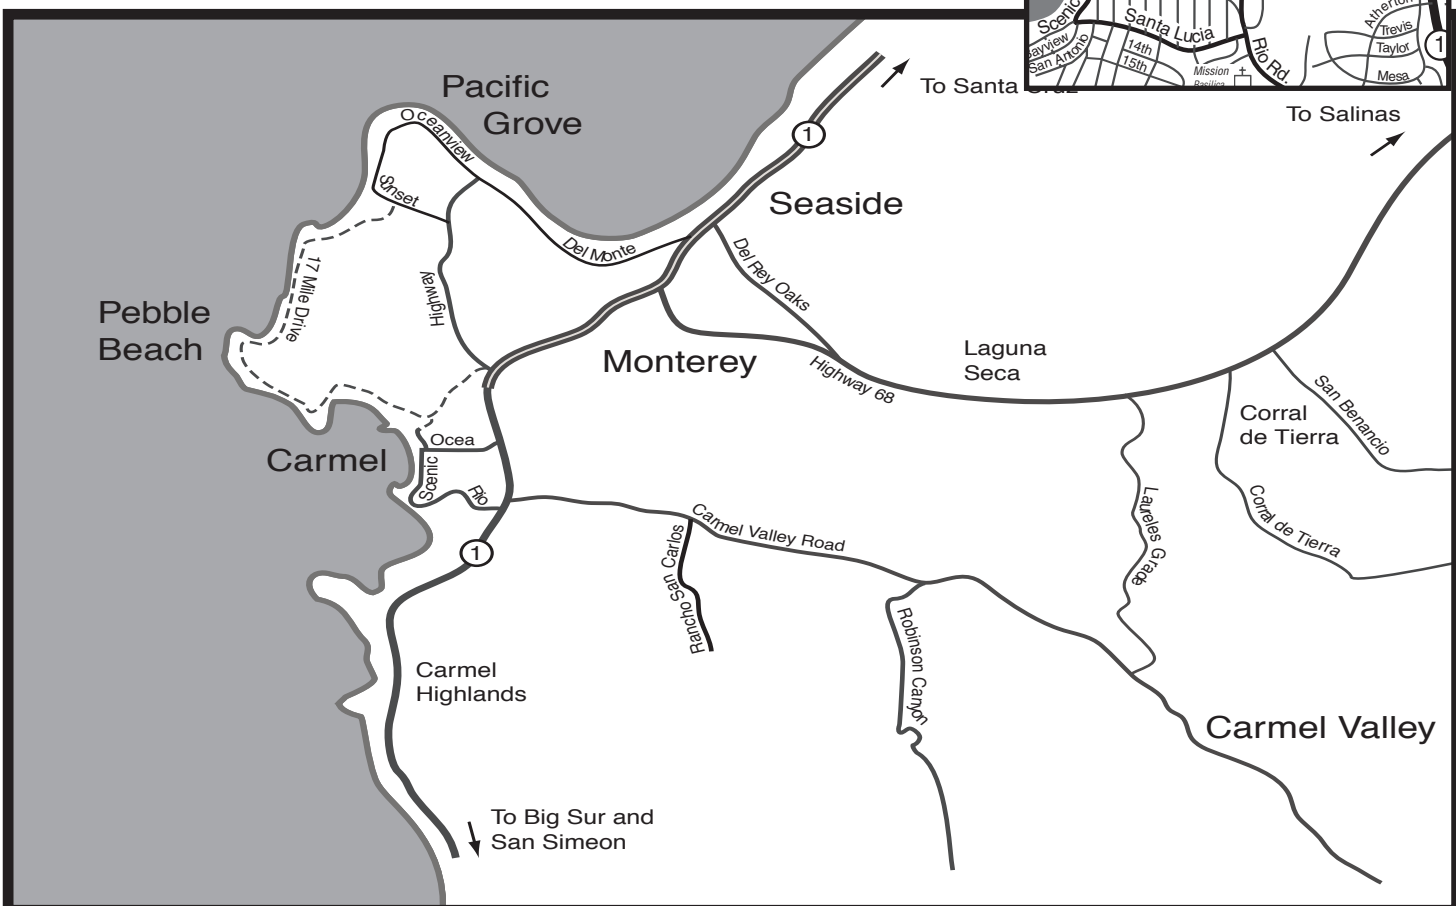 Scenic
Santa Lucia
San Antonio
14th
15th
Mission
Rio Rd.
Trevis
Taylor
Mesa
1
To Santa
To Salinas
Pacific
Grove
Oceanview
Sunset
1
Seaside
Del Monte
Del Rey Oaks
17 Mile Drive
Highway
Pebble
Beach
Monterey
Highway 68
Laguna
Seca
San Benancio
Corral
de Tierra
Carmel
Ocea
Scenic
Rio
Laureles Grade
Corral de Tierra
Carmel Valley Road
Rancho San Carlos
1
Robinson Canyon
Carmel
Highlands
Carmel Valley
To Big Sur and
San Simeon